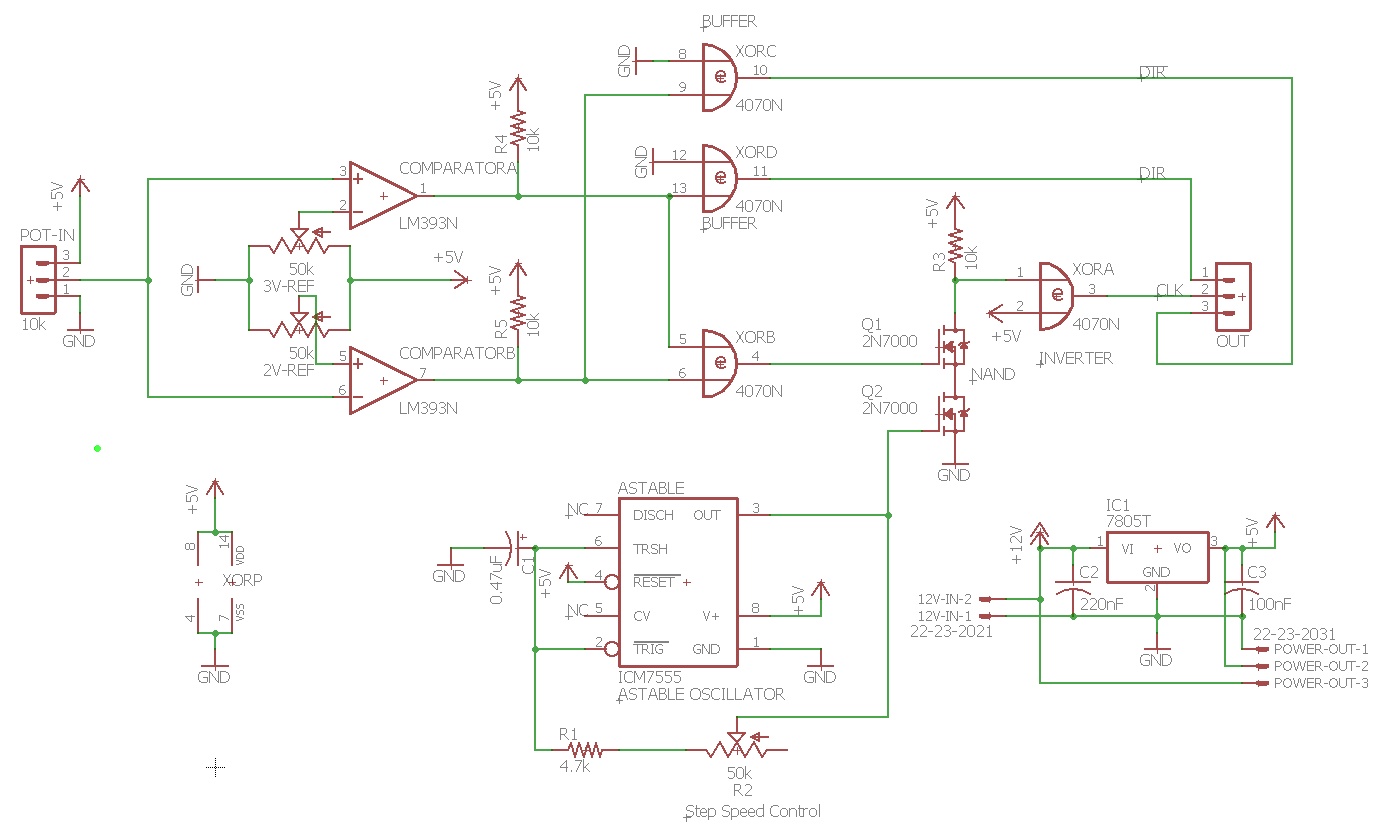 BUFFER
GND
8
XORC
10
9
4070N
DIR
+5V
R4
10k
GND
12
XORD
11
13
4070N
BUFFER
DIR
+5V
POT-IN
3
2
1
10k
GND
3
COMPARATORA
1
2
LM393N
GND
50k
3V-REF
+5V
50k
2V-REF
+5V
R5
10k
5
COMPARATORB
7
6
LM393N
5
XORB
4
6
4070N
+5V
R3
10k
1
XORA
3
2
+5V
4070N
INVERTER
CLK
1
2
3
OUT
Q1
2N7000
NAND
Q2
2N7000
GND
+5V
8
14
VDD
XORP
4
7
VSS
GND
ASTABLE
NC 7
DISCH
OUT
3
6
TRSH
GND
0.47uF
C1
+5V
4
RESET
NC 5
CV
V+
8
+5V
2
TRIG
GND
1
GND
ICM7555
ASTABLE OSCILLATOR
R1
4.7k
50k
R2
Step Speed Control
IC1
7805T
+12V
1
VI
VO
3
GND
2
+5V
C2
220nF
C3
100nF
12V-IN-2
12V-IN-1
22-23-2021
GND
22-23-2031
POWER-OUT-1
POWER-OUT-2
POWER-OUT-3